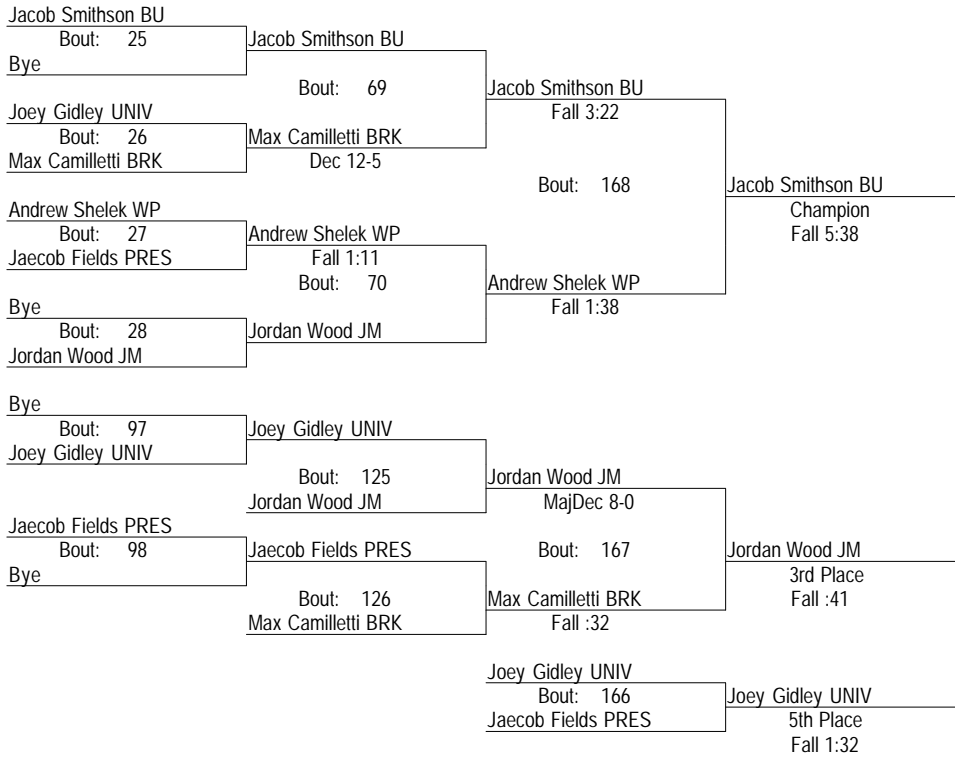 Jacob Smithson BU
Bout: 25
Bye
Jacob Smithson BU
Bout: 69
Joey Gidley UNIV
Bout: 26
Max Camilletti BRK
Max Camilletti BRK
Dec 12-5
Jacob Smithson BU
Fall 3:22
Bout: 168
Jacob Smithson BU
Champion
Fall 5:38
Andrew Shelek WP
Bout: 27
Jaecob Fields PRES
Andrew Shelek WP
Fall 1:11
Bout: 70
Andrew Shelek WP
Fall 1:38
Bye
Bout: 28
Jordan Wood JM
Jordan Wood JM
Bye
Bout: 97
Joey Gidley UNIV
Joey Gidley UNIV
Bout: 125
Jordan Wood JM
Jordan Wood JM
MajDec 8-0
Jaecob Fields PRES
Bout: 98
Bye
Jaecob Fields PRES
Bout: 126
Max Camilletti BRK
Bout: 167
Max Camilletti BRK
Fall :32
Jordan Wood JM
3rd Place
Fall :41
Joey Gidley UNIV
Bout: 166
Jaecob Fields PRES
Joey Gidley UNIV
5th Place
Fall 1:32